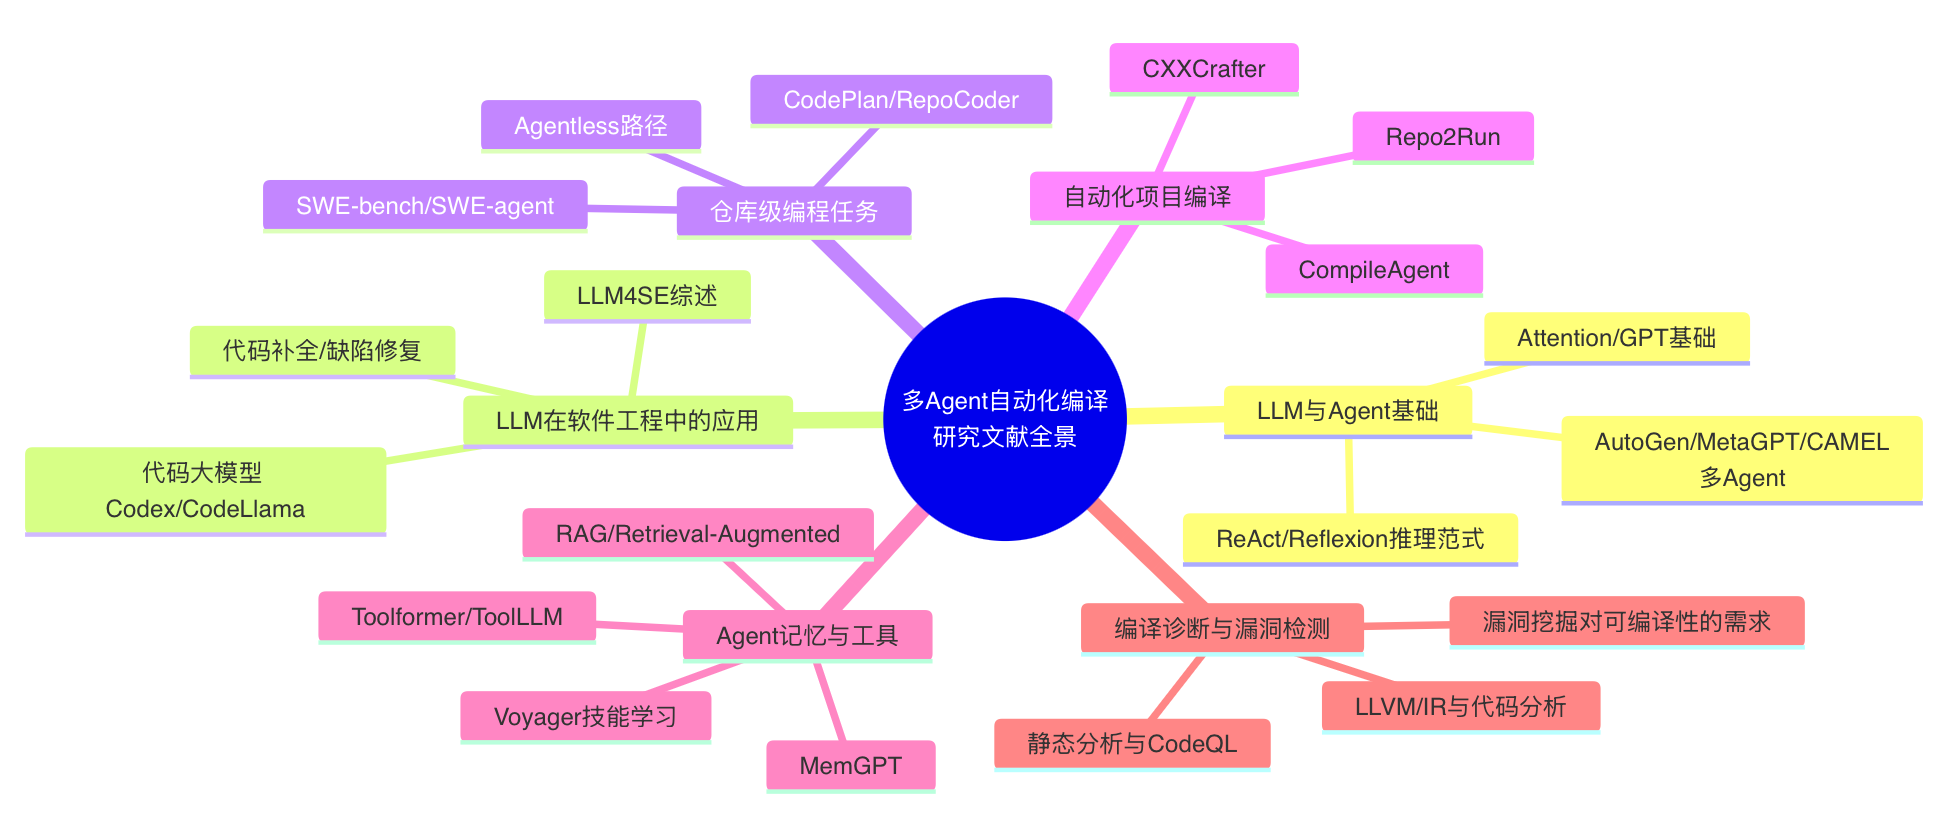 CXXCrafter
CodePlan/RepoCoder
Agentless路径
Repo2Run
自动化项目编译
SWE-bench/SWE-agent
仓库级编程任务
CompileAgent
LLM4SE综述
Attention/GPT基础
代码补全/缺陷修复
多Agent自动化编译
研究文献全景
LLM与Agent基础
LLM在软件工程中的应用
AutoGen/MetaGPT/CAMEL
多Agent
代码大模型
Codex/CodeLlama
RAG/Retrieval-Augmented
ReAct/Reflexion推理范式
Toolformer/ToolLLM
Agent记忆与工具
编译诊断与漏洞检测
漏洞挖掘对可编译性的需求
Voyager技能学习
LLVM/IR与代码分析
静态分析与CodeQL
MemGPT